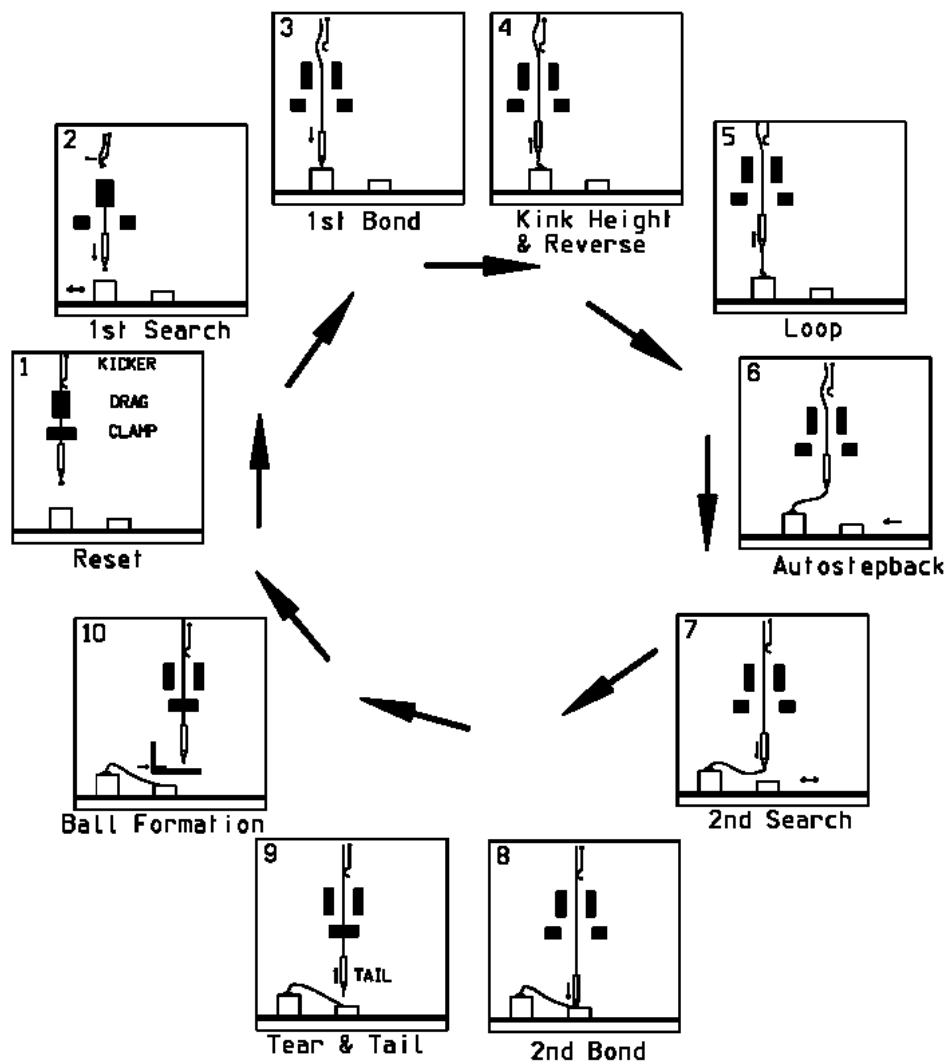 1
KICKER
DRAG
CLAMP
Reset
2
1st Search
3
1st Bond
4
Kink Height
& Reverse
5
Loop
6
Autostepback
7
2nd Search
8
2nd Bond
9
TAIL
Tear & Tail
10
Ball Formation